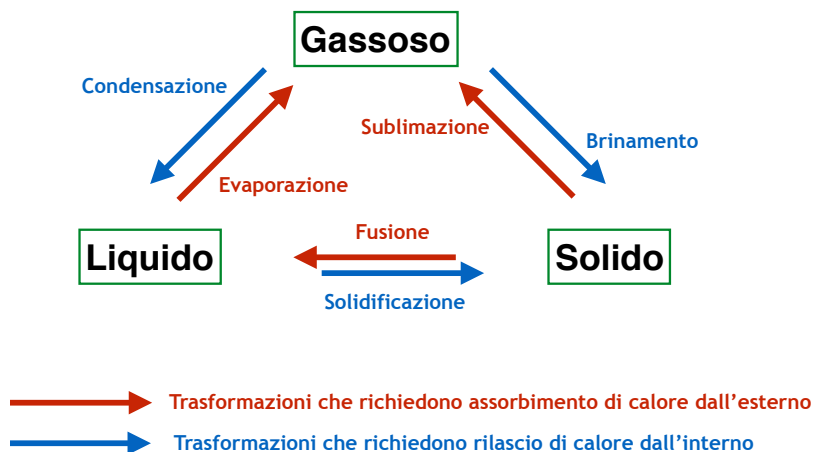 Gassoso
Condensazione
Sublimazione
Brinamento
Evaporazione
Fusione
Liquido
Solido
Solidificazione
Trasformazioni che richiedono assorbimento di calore dall’esterno
Trasformazioni che richiedono rilascio di calore dall’interno